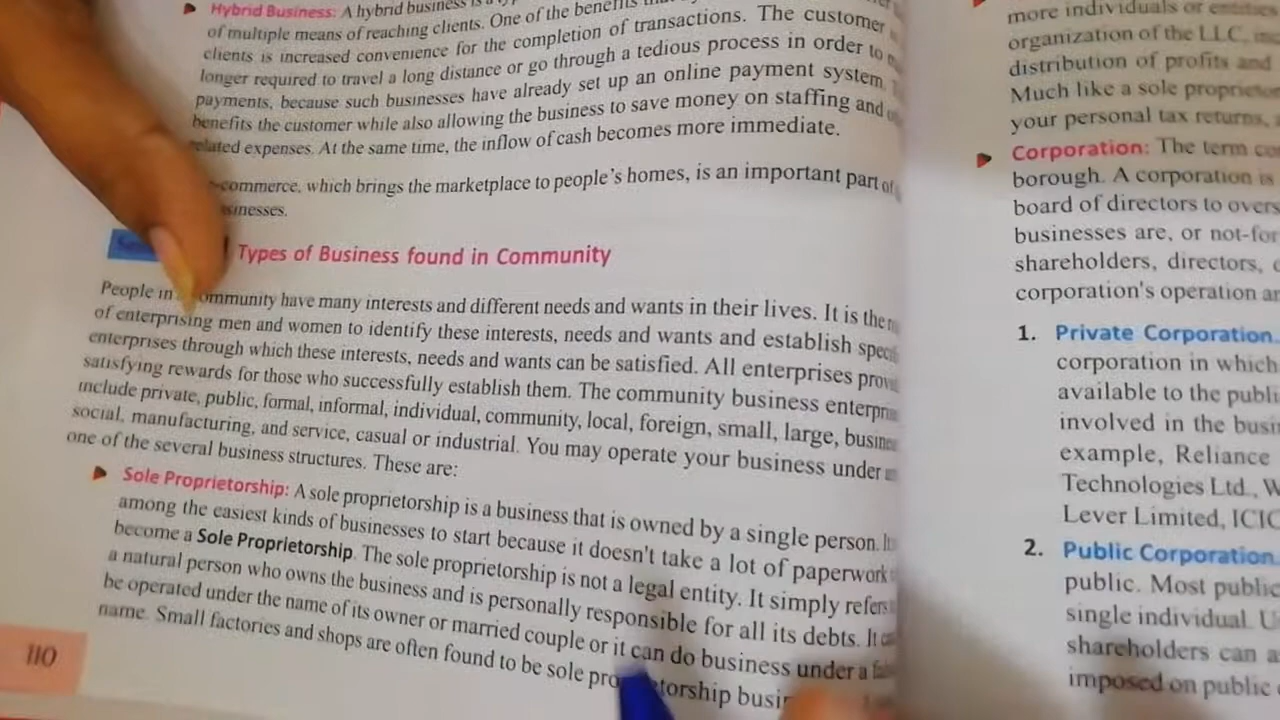 Hybrid Business: A hybrid business is a
of multiple means of reaching clients. One of the benefits
clients is increased convenience for the completion of transactions. The customer
longer required to travel a long distance or go through a tedious process in order to
payments, because such businesses have already set up an online payment system.
benefits the customer while also allowing the business to save money on staffing and
related expenses. At the same time, the inflow of cash becomes more immediate.
commerce, which brings the marketplace to people's homes, is an important part of
Types of Business found in Community
People in community have many interests and different needs and wants in their lives. It is the
of enterprising men and women to identify these interests, needs and wants and establish
enterprises through which these interests, needs and wants can be satisfied. All enterprises
satisfying rewards for those who successfully establish them. The community business
include private, public, formal, informal, individual, community, local, foreign, small, large,
social, manufacturing, and service, casual or industrial. You may operate your business under
one of the several business structures. These are:
Sole Proprietorship: A sole proprietorship is a business that is owned by a single person. It
among the easiest kinds of businesses to start because it doesn't take a lot of paperwork
become a Sole Proprietorship. The sole proprietorship is not a legal entity. It simply refers
a natural person who owns the business and is personally responsible for all its debts. It
be operated under the name of its owner or married couple or it can do business under a
name. Small factories and shops are often found to be sole
110
more individuals or entities
organization of the LLC,
distribution of profits and
Much like a sole
your personal tax returns,
Corporation: The term
borough. A corporation is
board of directors to
businesses are, or
shareholders, directors,
corporation's operation
1. Private Corporation.
corporation in which
available to the
involved in the
example, Reliance
Technologies Ltd.,
Lever Limited,
2. Public Corporation.
public. Most
single individual.
shareholders can
imposed on public